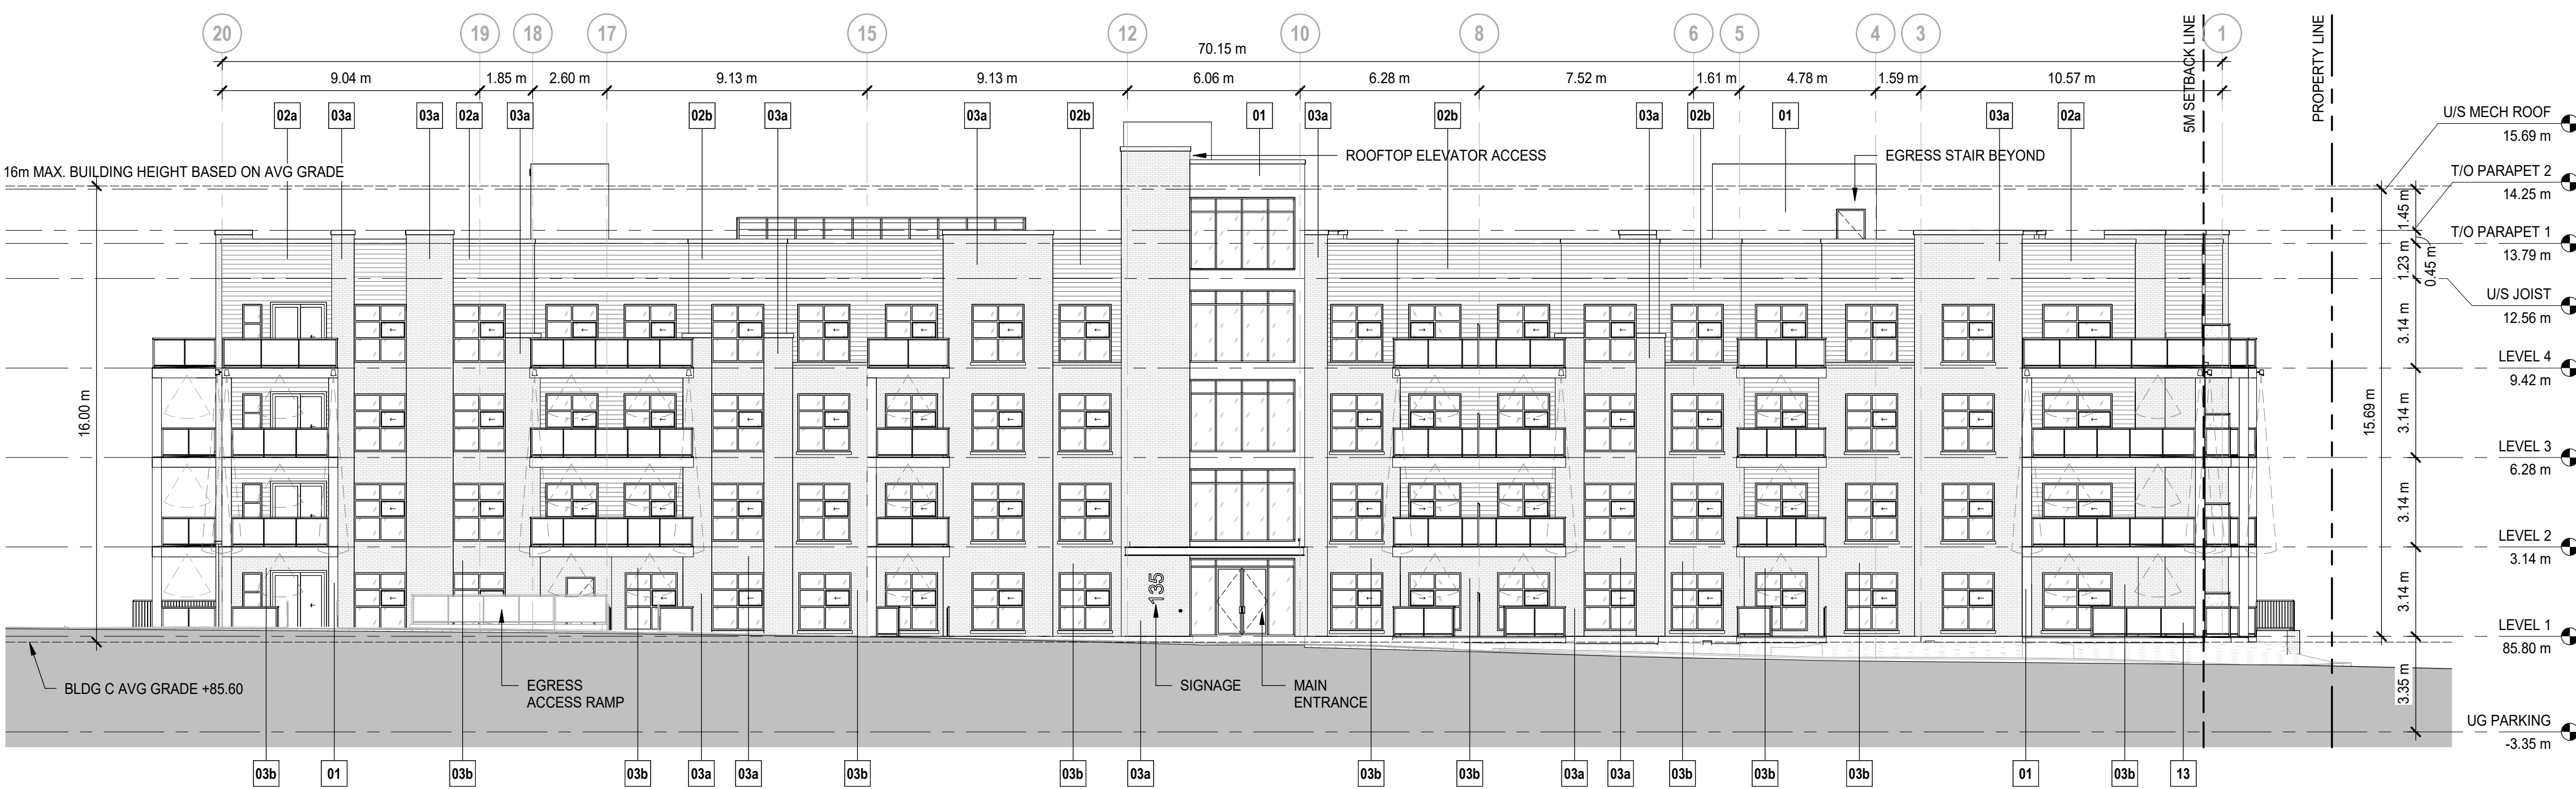 20
19
18
17
15
12
10
8
6
5
4
3
1
5M SETBACK LINE
PROPERTY LINE
70.15 m
9.04 m
1.85 m
2.60 m
9.13 m
9.13 m
6.06 m
6.28 m
7.52 m
1.61 m
4.78 m
1.59 m
10.57 m
02a
03a
03a
02a
03a
02b
03a
03a
02b
01
03a
02b
03a
02b
01
03a
02a
U/S MECH ROOF
15.69 m
ROOFTOP ELEVATOR ACCESS
EGRESS STAIR BEYOND
16m MAX. BUILDING HEIGHT BASED ON AVG GRADE
T/O PARAPET 2
14.25 m
1.45 m
T/O PARAPET 1
13.79 m
1.23 m
0.45 m
U/S JOIST
12.56 m
3.14 m
LEVEL 4
9.42 m
16.00 m
15.69 m
3.14 m
LEVEL 3
6.28 m
3.14 m
LEVEL 2
3.14 m
135
3.14 m
LEVEL 1
85.80 m
BLDG C AVG GRADE +85.60
EGRESS
ACCESS RAMP
SIGNAGE
MAIN
ENTRANCE
3.35 m
UG PARKING
-3.35 m
03b
01
03b
03b
03a
03a
03b
03b
03a
03b
03b
03a
03a
03b
03b
03b
01
03b
13